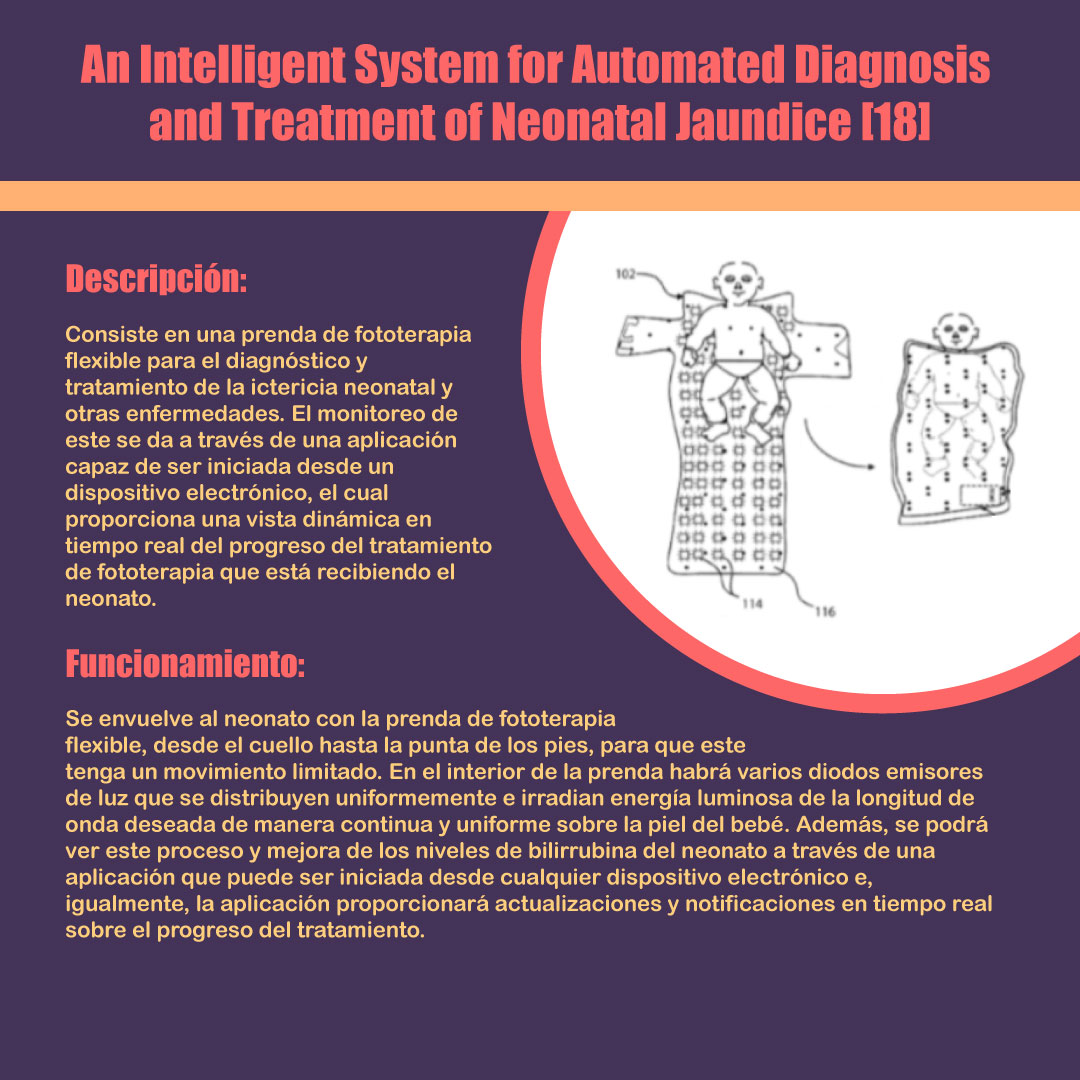 An Intelligent System for Automated Diagnosis
and Treatment of Neonatal Jaundice [18]
Descripción:
Consiste en una prenda de fototerapia
flexible para el diagnóstico y
tratamiento de la ictericia neonatal y
otras enfermedades. El monitoreo de
este se da a través de una aplicación
capaz de ser iniciada desde un
dispositivo electrónico, el cual
proporciona una vista dinámica en
tiempo real del progreso del tratamiento
de fototerapia que está recibiendo el
neonato.
102
114
116
Funcionamiento:
Se envuelve al neonato con la prenda de fototerapia
flexible, desde el cuello hasta la punta de los pies, para que este
tenga un movimiento limitado. En el interior de la prenda habrá varios diodos emisores
de luz que se distribuyen uniformemente e irradian energía luminosa de la longitud de
onda deseada de manera continua y uniforme sobre la piel del bebé. Además, se podrá
ver este proceso y mejora de los niveles de bilirrubina del neonato a través de una
aplicación que puede ser iniciada desde cualquier dispositivo electrónico e,
igualmente, la aplicación proporcionará actualizaciones y notificaciones en tiempo real
sobre el progreso del tratamiento.